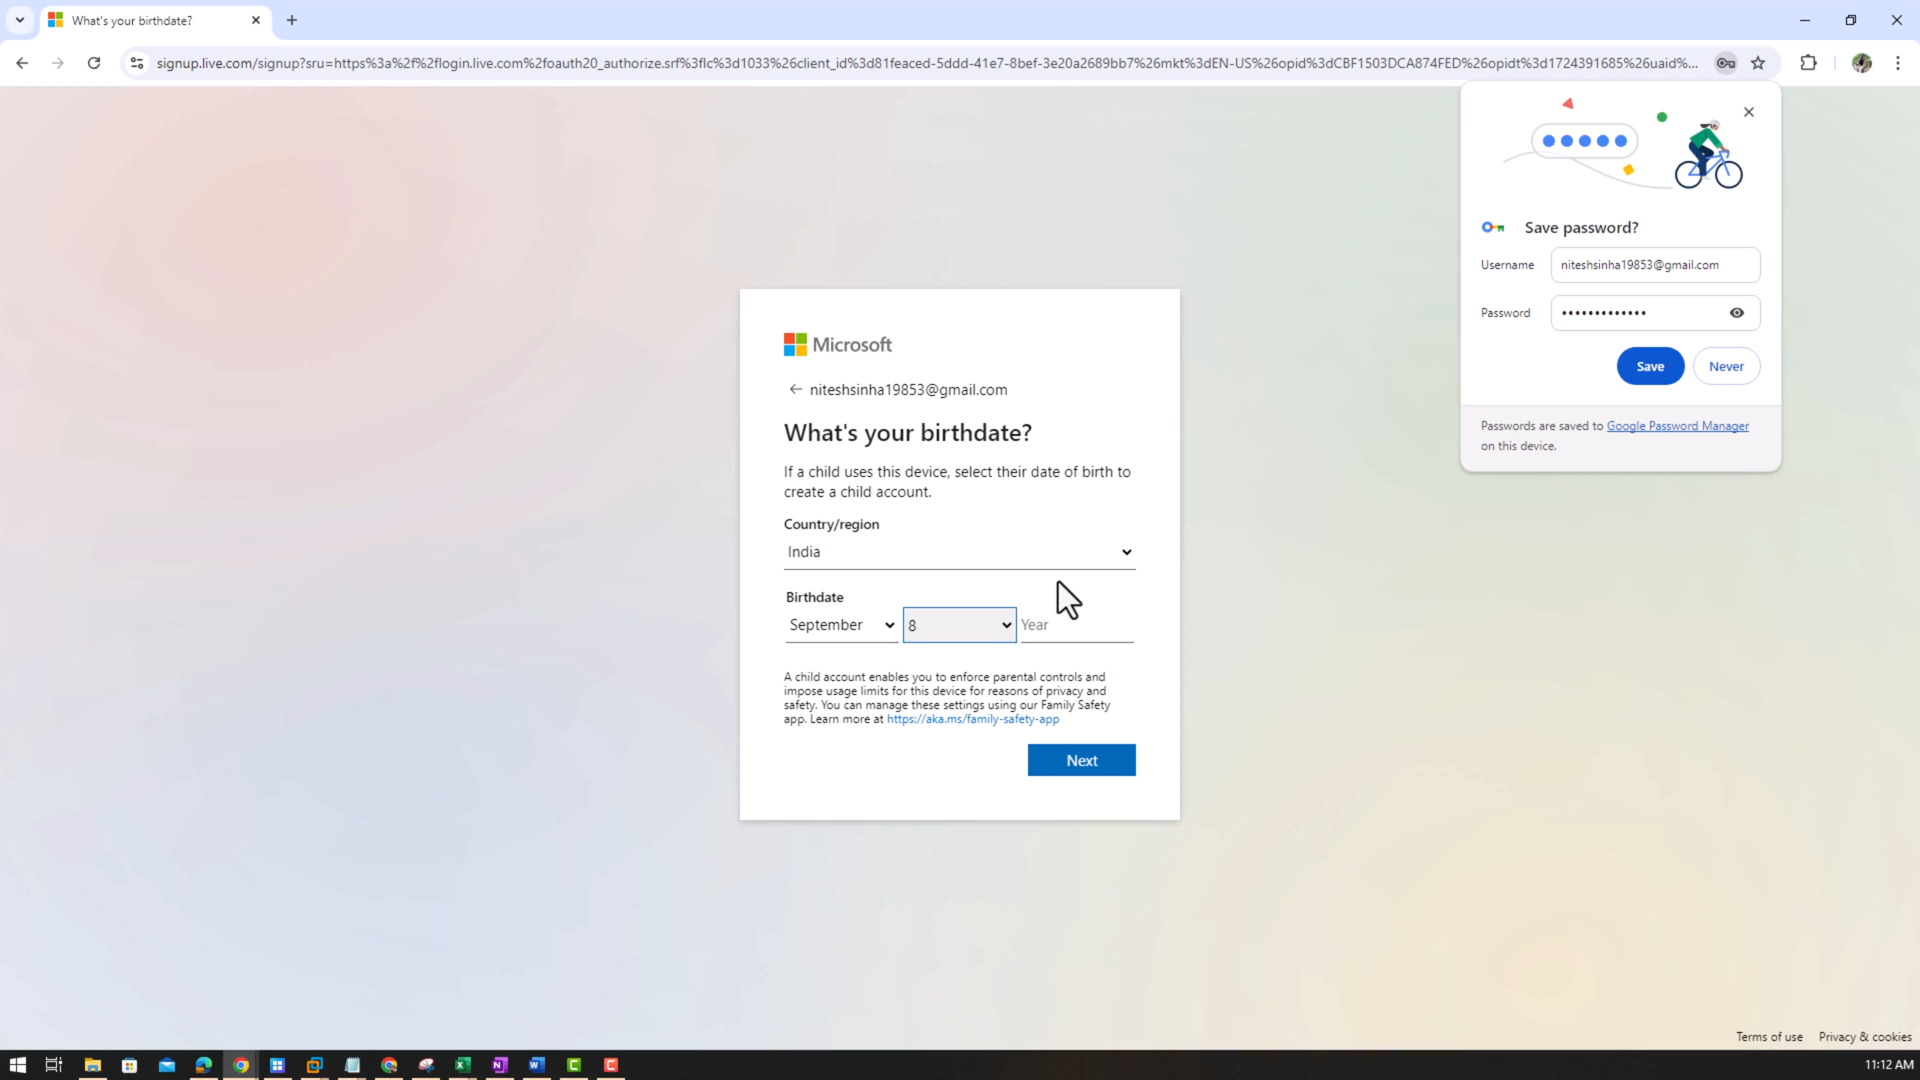 What's your birthdate?
signup.live.com/signup?sru=https%3a%2f%2flogin.live.com%2foauth20_authorize.srf%3flc%3d1033%26client_id%3d81feaced-5ddd-41e7-8bef-3e20a2689bb7%26mkt%3dEN-US%26opid%3dCBF1503DCA874FED%26opidt%3d1724391685%26uaid%...
Save password?
Username
niteshsinha19853@gmail.com
Password
•••••••••••••
Save
Never
Passwords are saved to Google Password Manager
on this device.
Microsoft
niteshsinha19853@gmail.com
What's your birthdate?
If a child uses this device, select their date of birth to
create a child account.
Country/region
India
Birthdate
September
8
Year
A child account enables you to enforce parental controls and
impose usage limits for this device for reasons of privacy and
safety. You can manage these settings using our Family Safety
app. Learn more at https://aka.ms/family-safety-app
Next
Terms of use
Privacy & cookies
11:12 AM